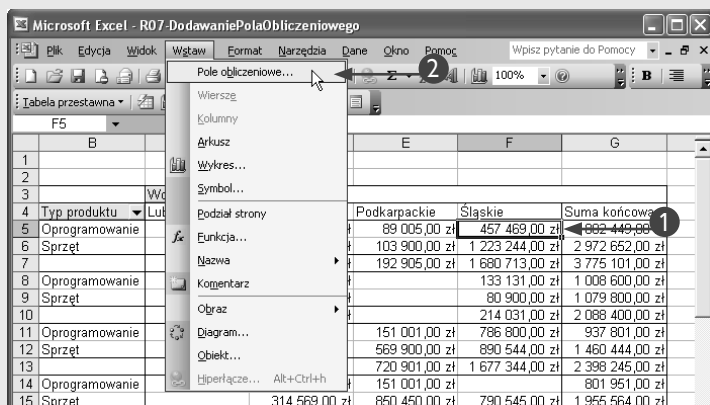 Microsoft Excel - R07-DodawaniePolaObliczeniowego
Plik Edycja Widok Wstaw Format Narzędzia Dane Okno Pomoc Wpisz pytanie do Pomocy
Pole obliczeniowe... 2 Σ 100% B
Tabela przestawna Wiersze
F5 Kolumny
B Arkusz E F G
1 Wykres...
2 Symbol...
3
4 Typ produktu Podział strony Podkarpackie Śląskie Suma końcowa
5 Oprogramowanie Funkcja... 89 005,00 zł 457 469,00 zł 1
6 Sprzęt 103 900,00 zł 1 223 244,00 zł 2 972 652,00 zł
7 Nazwa 192 905,00 zł 1 680 713,00 zł 3 775 101,00 zł
8 Oprogramowanie Komentarz 133 131,00 zł 1 008 600,00 zł
9 Sprzęt Obraz 80 900,00 zł 1 079 800,00 zł
10 214 031,00 zł 2 088 400,00 zł
11 Oprogramowanie Diagram... 151 001,00 zł 786 800,00 zł 937 801,00 zł
12 Sprzęt Obiekt... 569 900,00 zł 890 544,00 zł 1 460 444,00 zł
13 Hiperłącze... Alt+Ctrl+h 720 901,00 zł 1 677 344,00 zł 2 398 245,00 zł
14 Oprogramowanie 151 001,00 zł 801 951,00 zł
15 Sprzęt 314 569,00 zł 850 450,00 zł 790 545,00 zł 1 955 564,00 zł